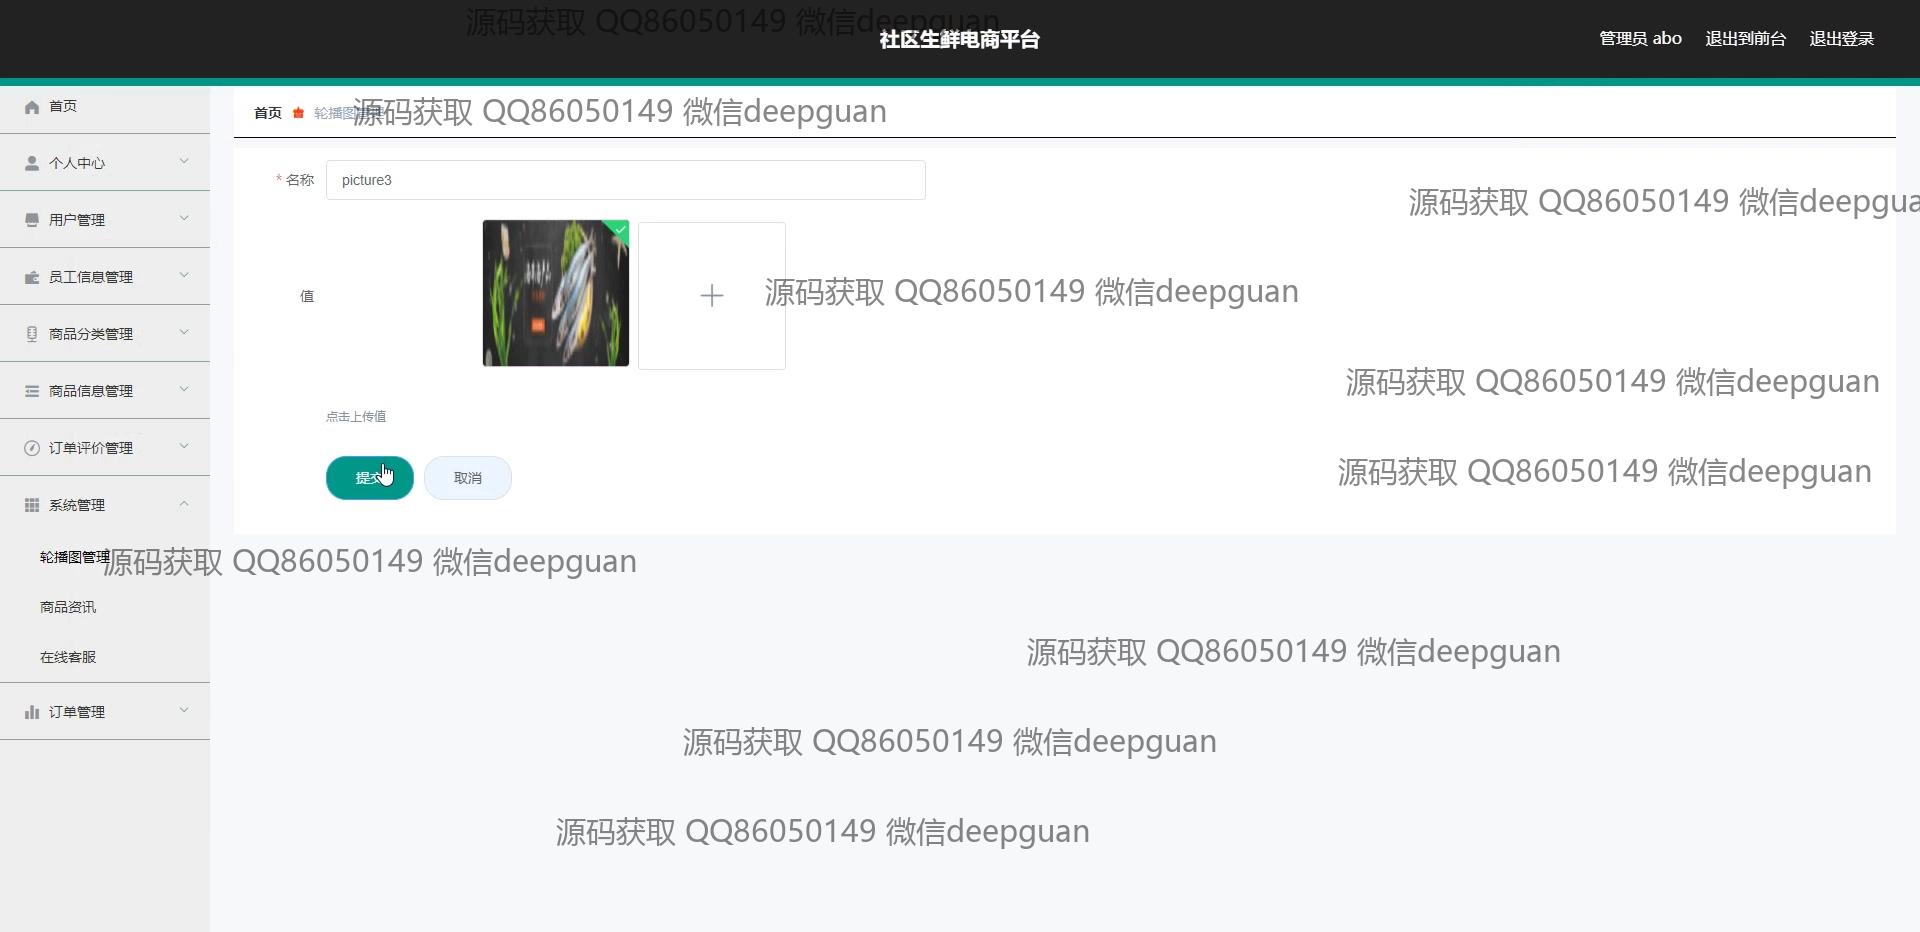 源码获取 QQ86050149 微信deepguan
社区生鲜电商平台
管理员 abo 退出到前台 退出登录
首页
首页 轮播图管理
源码获取 QQ86050149 微信deepguan
个人中心
* 名称 picture3
源码获取 QQ86050149 微信deepgua
用户管理
员工信息管理
值
源码获取 QQ86050149 微信deepguan
商品分类管理
商品信息管理
源码获取 QQ86050149 微信deepguan
点击上传值
订单评价管理
提交 取消
源码获取 QQ86050149 微信deepguan
系统管理
轮播图管理
源码获取 QQ86050149 微信deepguan
商品资讯
在线客服
源码获取 QQ86050149 微信deepguan
订单管理
源码获取 QQ86050149 微信deepguan
源码获取 QQ86050149 微信deepguan